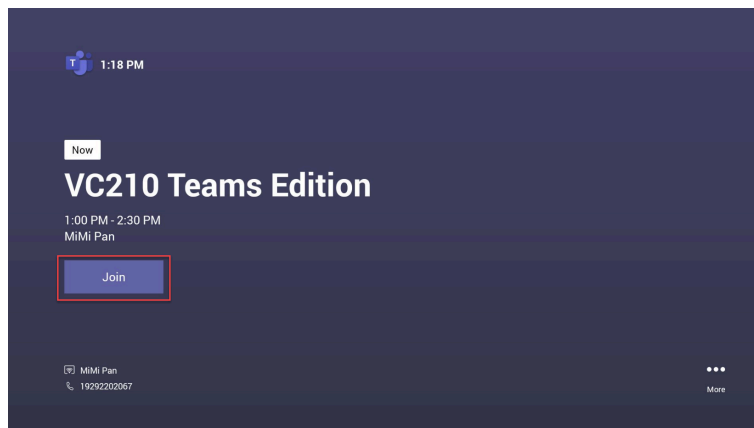 T
1:18 PM
Now
VC210 Teams Edition
1:00 PM - 2:30 PM
MiMi Pan
Join
MiMi Pan
19292202067
More